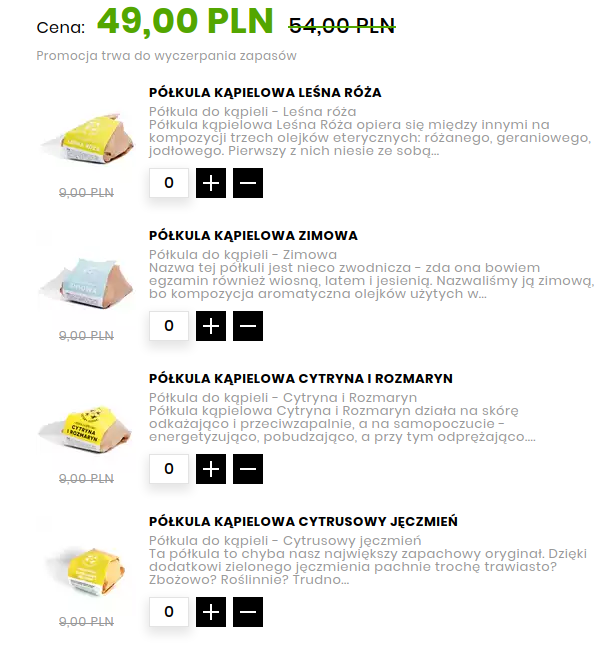 Cena: 49,00 PLN 54,00 PLN
Promocja trwa do wyczerpania zapasów
PÓŁKULA KĄPIELOWA LEŚNA RÓŻA
Półkula do kąpieli - Leśna róża
Półkula kąpielowa Leśna Róża opiera się między innymi na
kompozycji trzech olejków eterycznych: różanego, geraniowego,
jodłowego. Pierwszy z nich niesie ze sobą...
LEŚNA RÓŻA
9,00 PLN
0
PÓŁKULA KĄPIELOWA ZIMOWA
Półkula do kąpieli - Zimowa
Nazwa tej półkuli jest nieco zwodnicza - zda ona bowiem
egzamin również wiosną, latem i jesienią. Nazwaliśmy ją zimową,
bo kompozycja aromatyczna olejków użytych w...
ZIMOWA
9,00 PLN
0
PÓŁKULA KĄPIELOWA CYTRYNA I ROZMARYN
Półkula do kąpieli - Cytryna i Rozmaryn
Półkula kąpielowa Cytryna i Rozmaryn działa na skórę
odkażająco i przeciwzapalnie, a na samopoczucie -
energetyzująco, pobudzająco, a przy tym odprężająco....
CYTRYNA
I ROZMARYN
9,00 PLN
0
PÓŁKULA KĄPIELOWA CYTRUSOWY JĘCZMIEŃ
Półkula do kąpieli - Cytrusowy jęczmień
Ta półkula to chyba nasz największy zapachowy oryginał. Dzięki
dodatkowi zielonego jęczmienia pachnie trochę trawiasto?
Zbożowo? Roślinnie? Trudno...
9,00 PLN
0